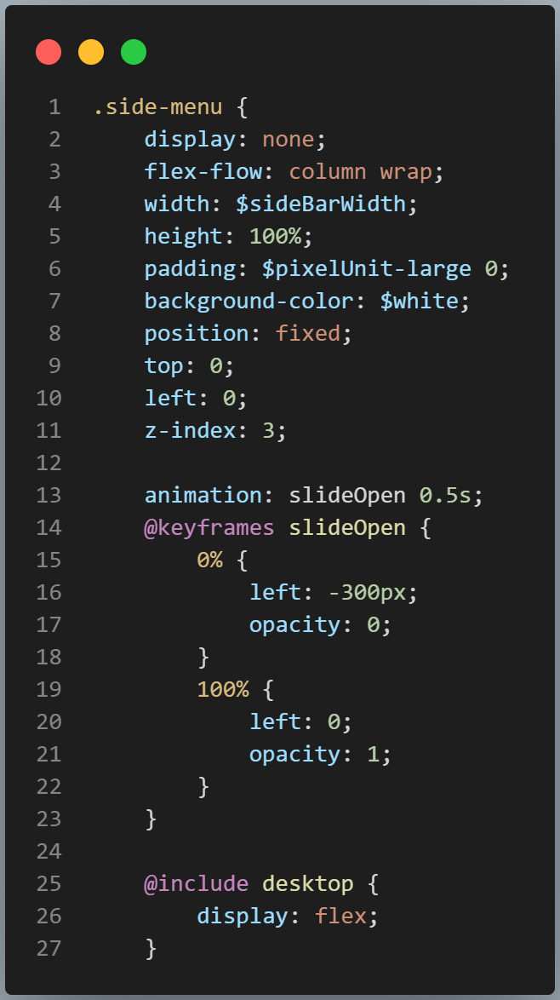 1 .side-menu {
2 display: none;
3 flex-flow: column wrap;
4 width: $sideBarWidth;
5 height: 100%;
6 padding: $pixelUnit-large 0;
7 background-color: $white;
8 position: fixed;
9 top: 0;
10 left: 0;
11 z-index: 3;
12
13 animation: slideOpen 0.5s;
14 @keyframes slideOpen {
15 0% {
16 left: -300px;
17 opacity: 0;
18 }
19 100% {
20 left: 0;
21 opacity: 1;
22 }
23 }
24
25 @include desktop {
26 display: flex;
27 }